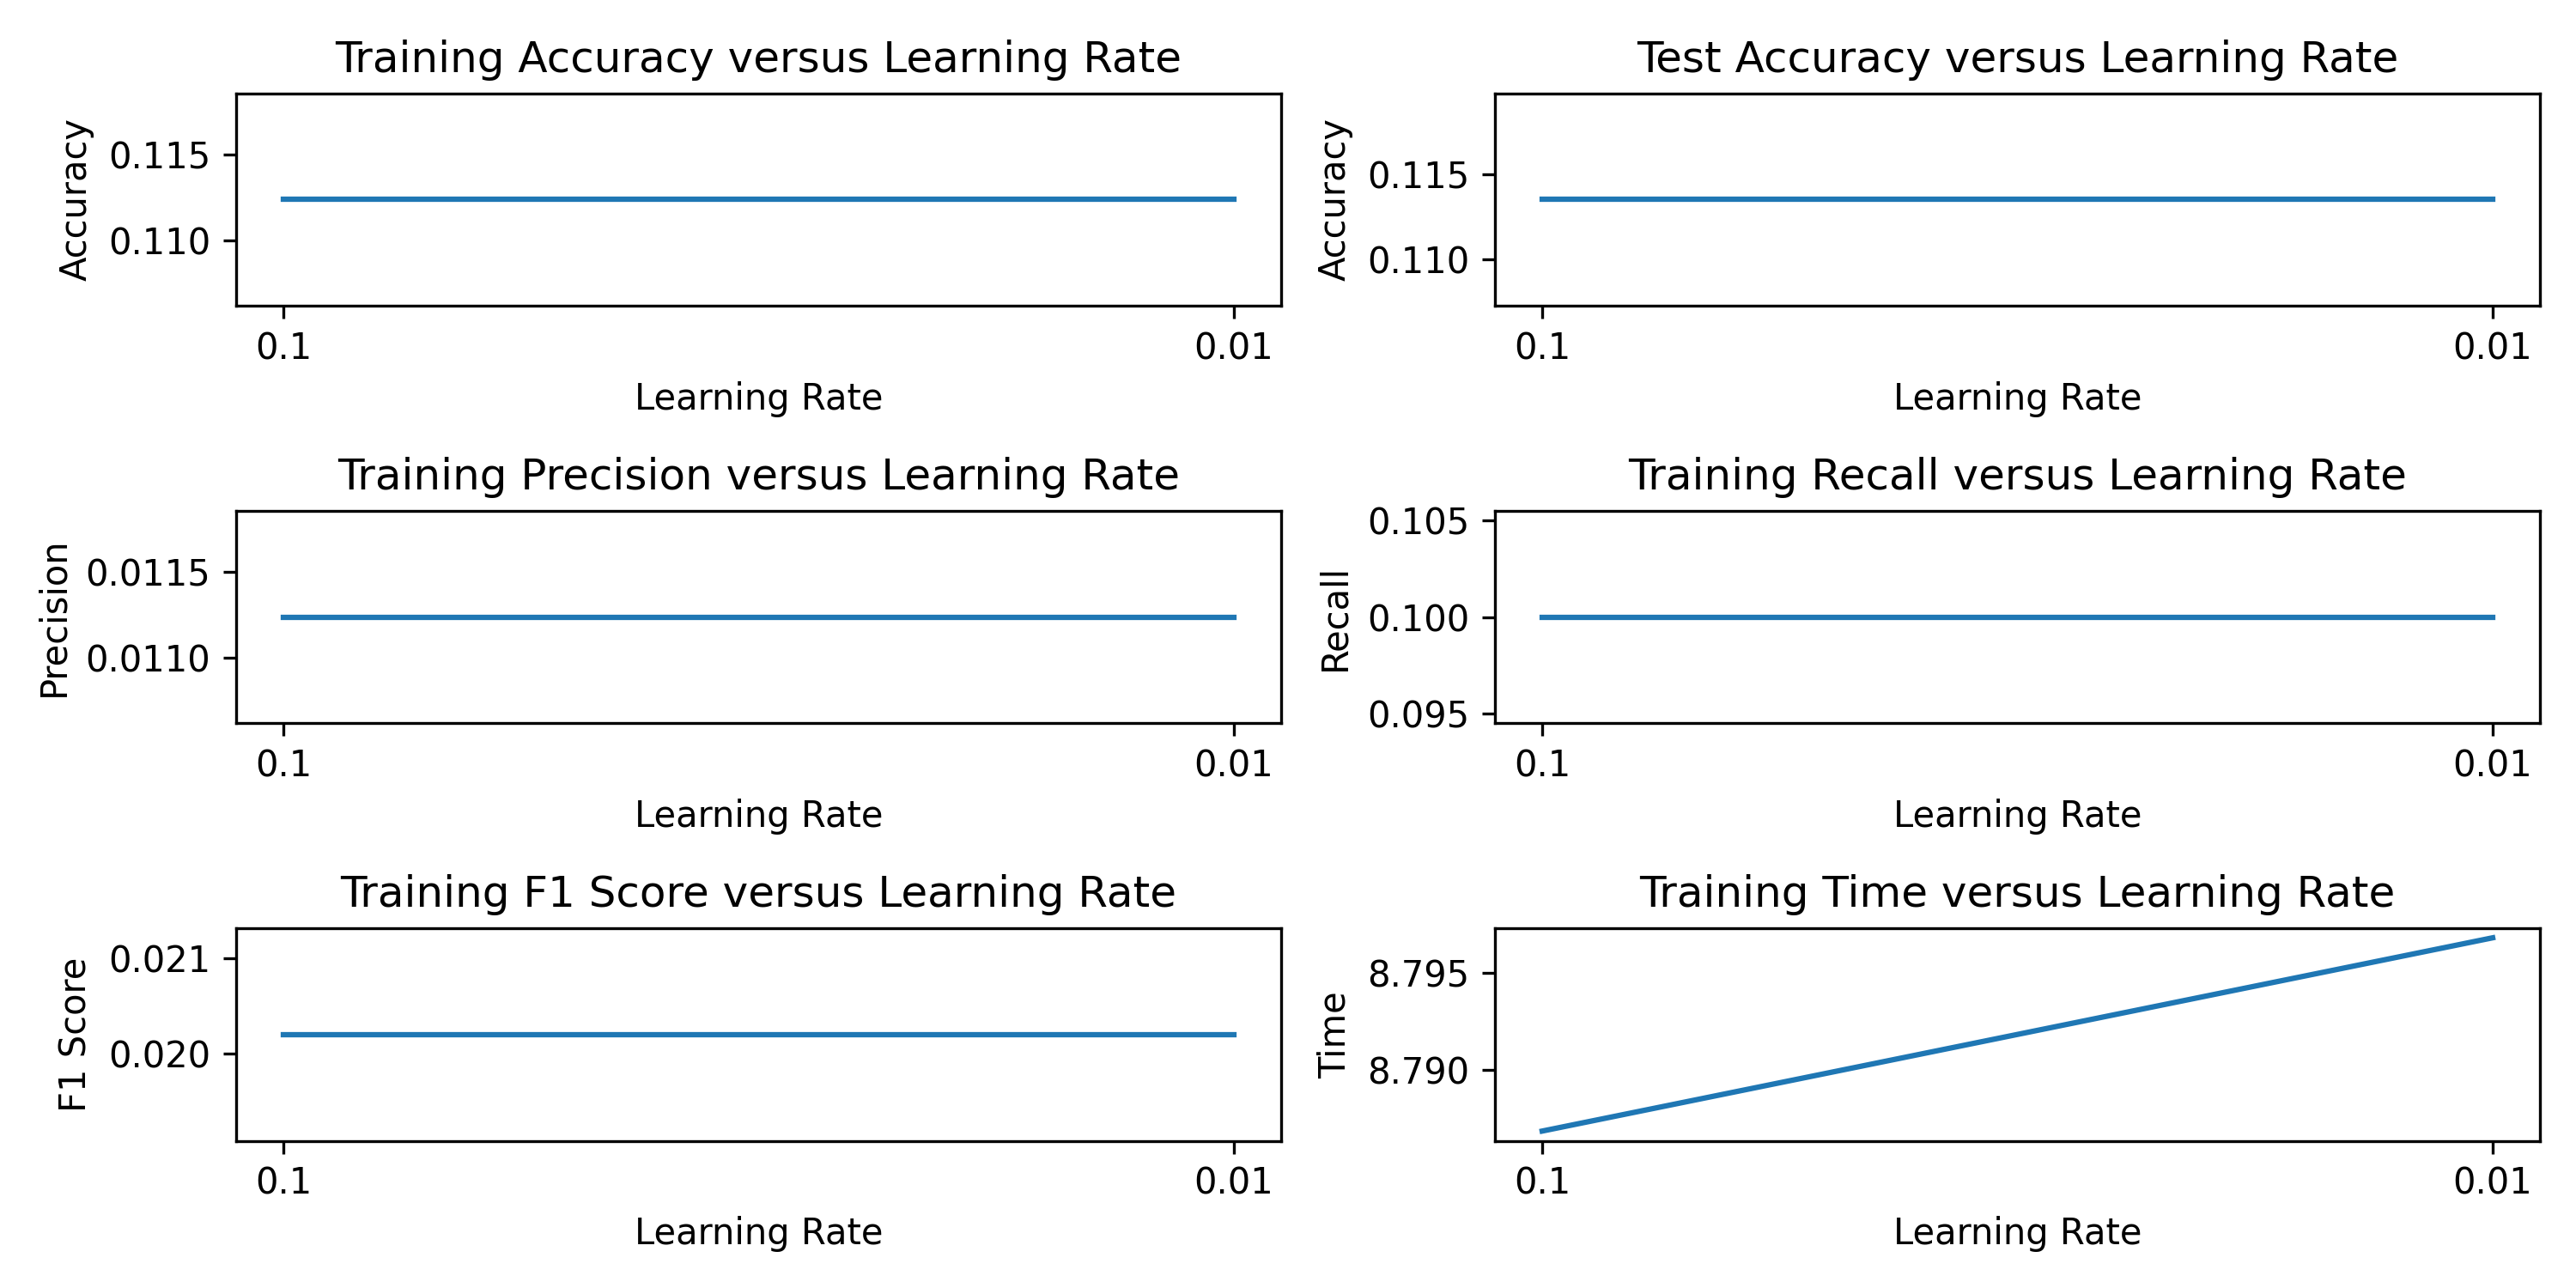 Training Accuracy versus Learning Rate
Accuracy
0.115
0.110
0.1
0.01
Learning Rate
Test Accuracy versus Learning Rate
Accuracy
0.115
0.110
0.1
0.01
Learning Rate
Training Precision versus Learning Rate
Precision
0.0115
0.0110
0.1
0.01
Learning Rate
Training Recall versus Learning Rate
Recall
0.105
0.100
0.095
0.1
0.01
Learning Rate
Training F1 Score versus Learning Rate
F1 Score
0.021
0.020
0.1
0.01
Learning Rate
Training Time versus Learning Rate
Time
8.795
8.790
0.1
0.01
Learning Rate